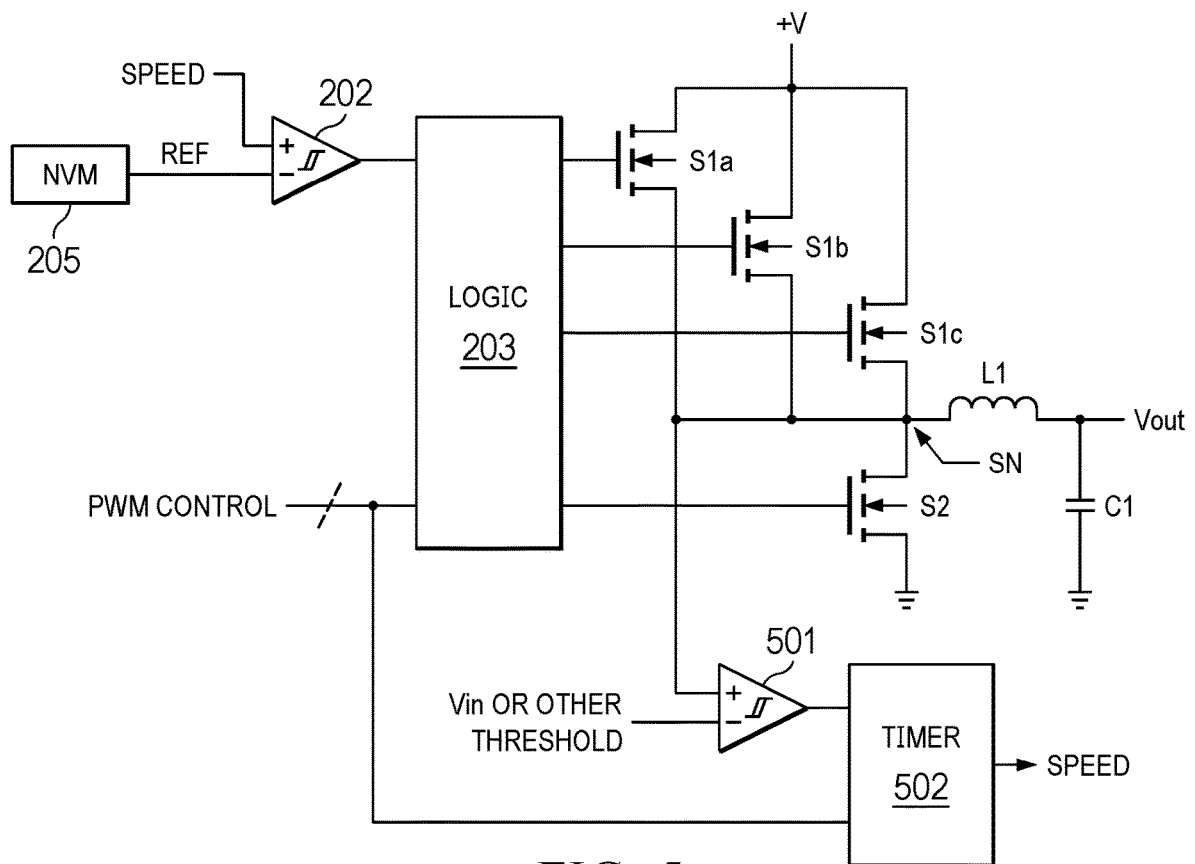 +V
SPEED
202
REF
NVM
205
+
−
S1a
S1b
LOGIC
203
S1c
L1
Vout
SN
PWM CONTROL
S2
C1
501
Vin OR OTHER
THRESHOLD
+
−
TIMER
502
SPEED